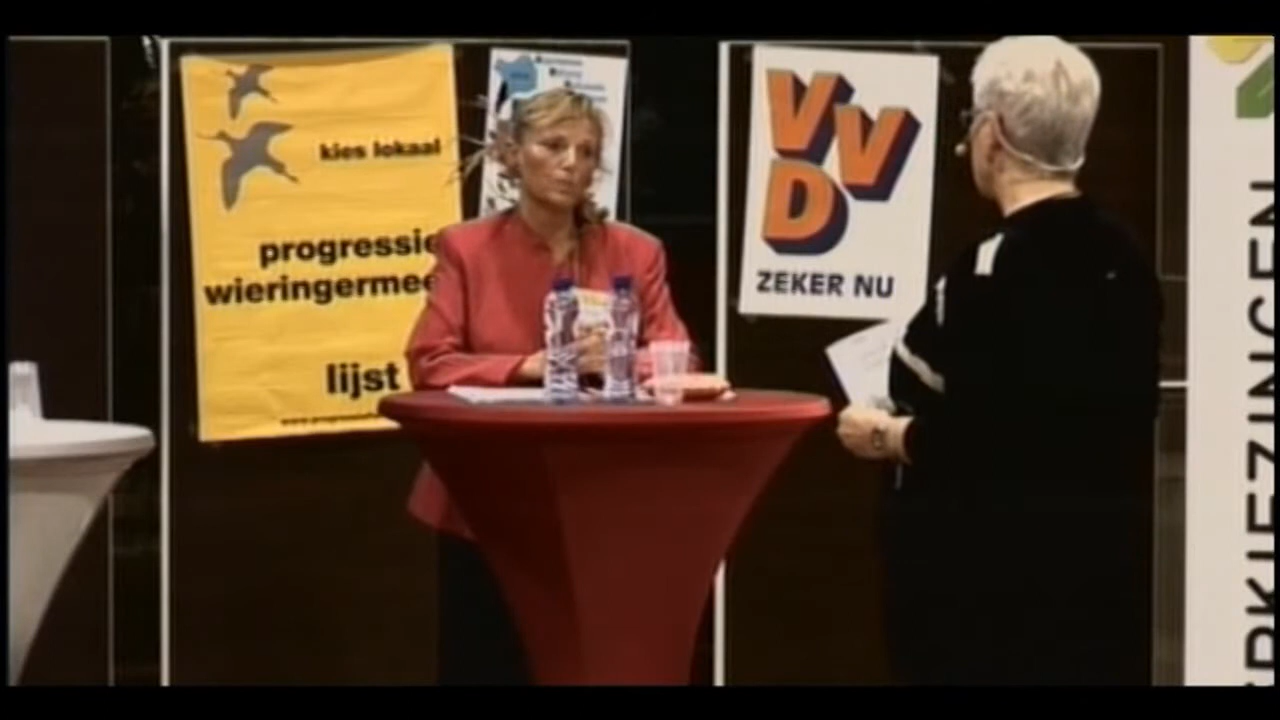 kies lokaal
progressie
wieringermee
lijst
VVD
ZEKER NU
RKIEZINGEN